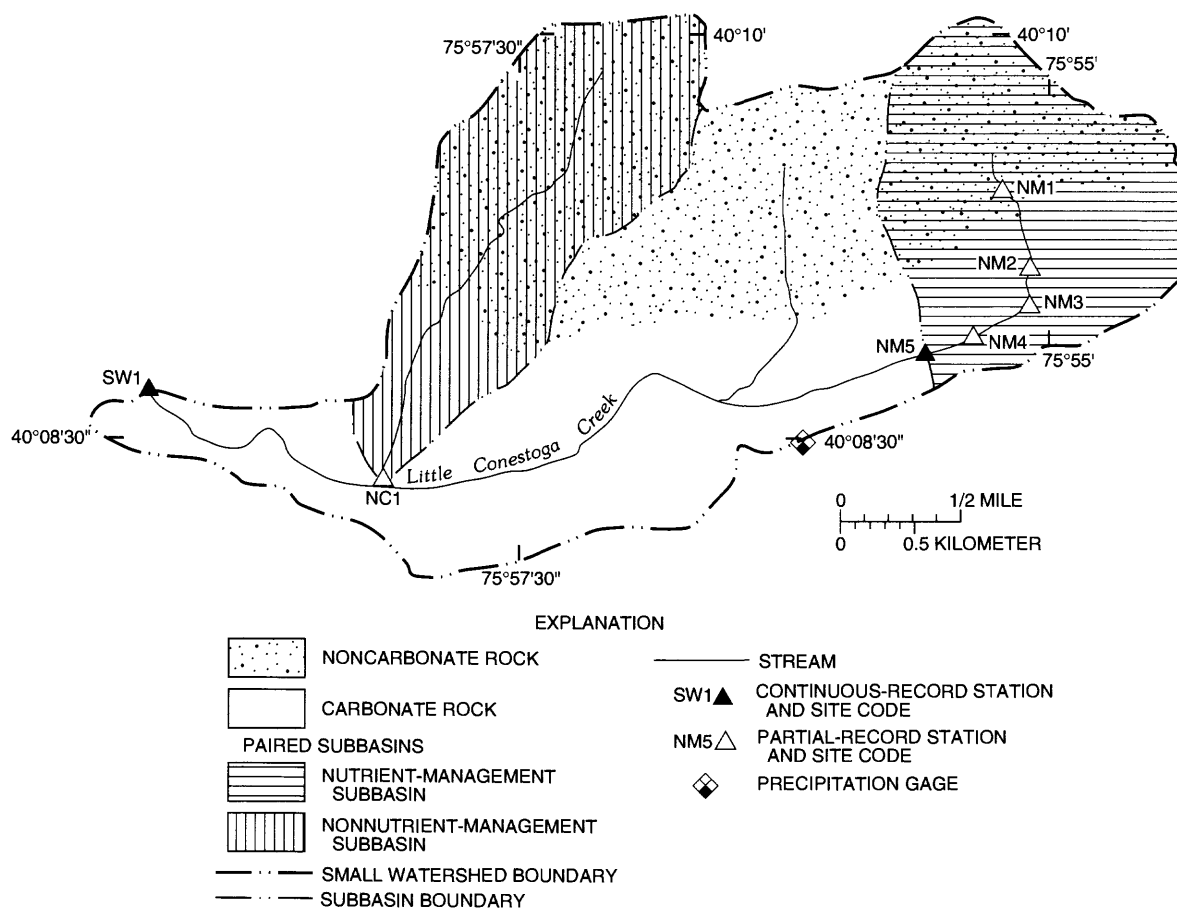 75°57'30"
40°10'
40°10'
75°55'
NM1
NM2
NM3
NM4
NM5
75°55'
SW1
40°08'30"
40°08'30"
Little Conestoga Creek
NC1
0 1/2 MILE
0 0.5 KILOMETER
75°57'30"
EXPLANATION
NONCARBONATE ROCK
CARBONATE ROCK
PAIRED SUBBASINS
NUTRIENT-MANAGEMENT
SUBBASIN
NONNUTRIENT-MANAGEMENT
SUBBASIN
SMALL WATERSHED BOUNDARY
SUBBASIN BOUNDARY
STREAM
SW1 CONTINUOUS-RECORD STATION
AND SITE CODE
NM5 PARTIAL-RECORD STATION
AND SITE CODE
PRECIPITATION GAGE